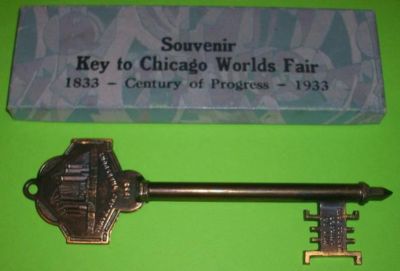 Souvenir
Key to Chicago Worlds Fair
1833 - Century of Progress - 1933